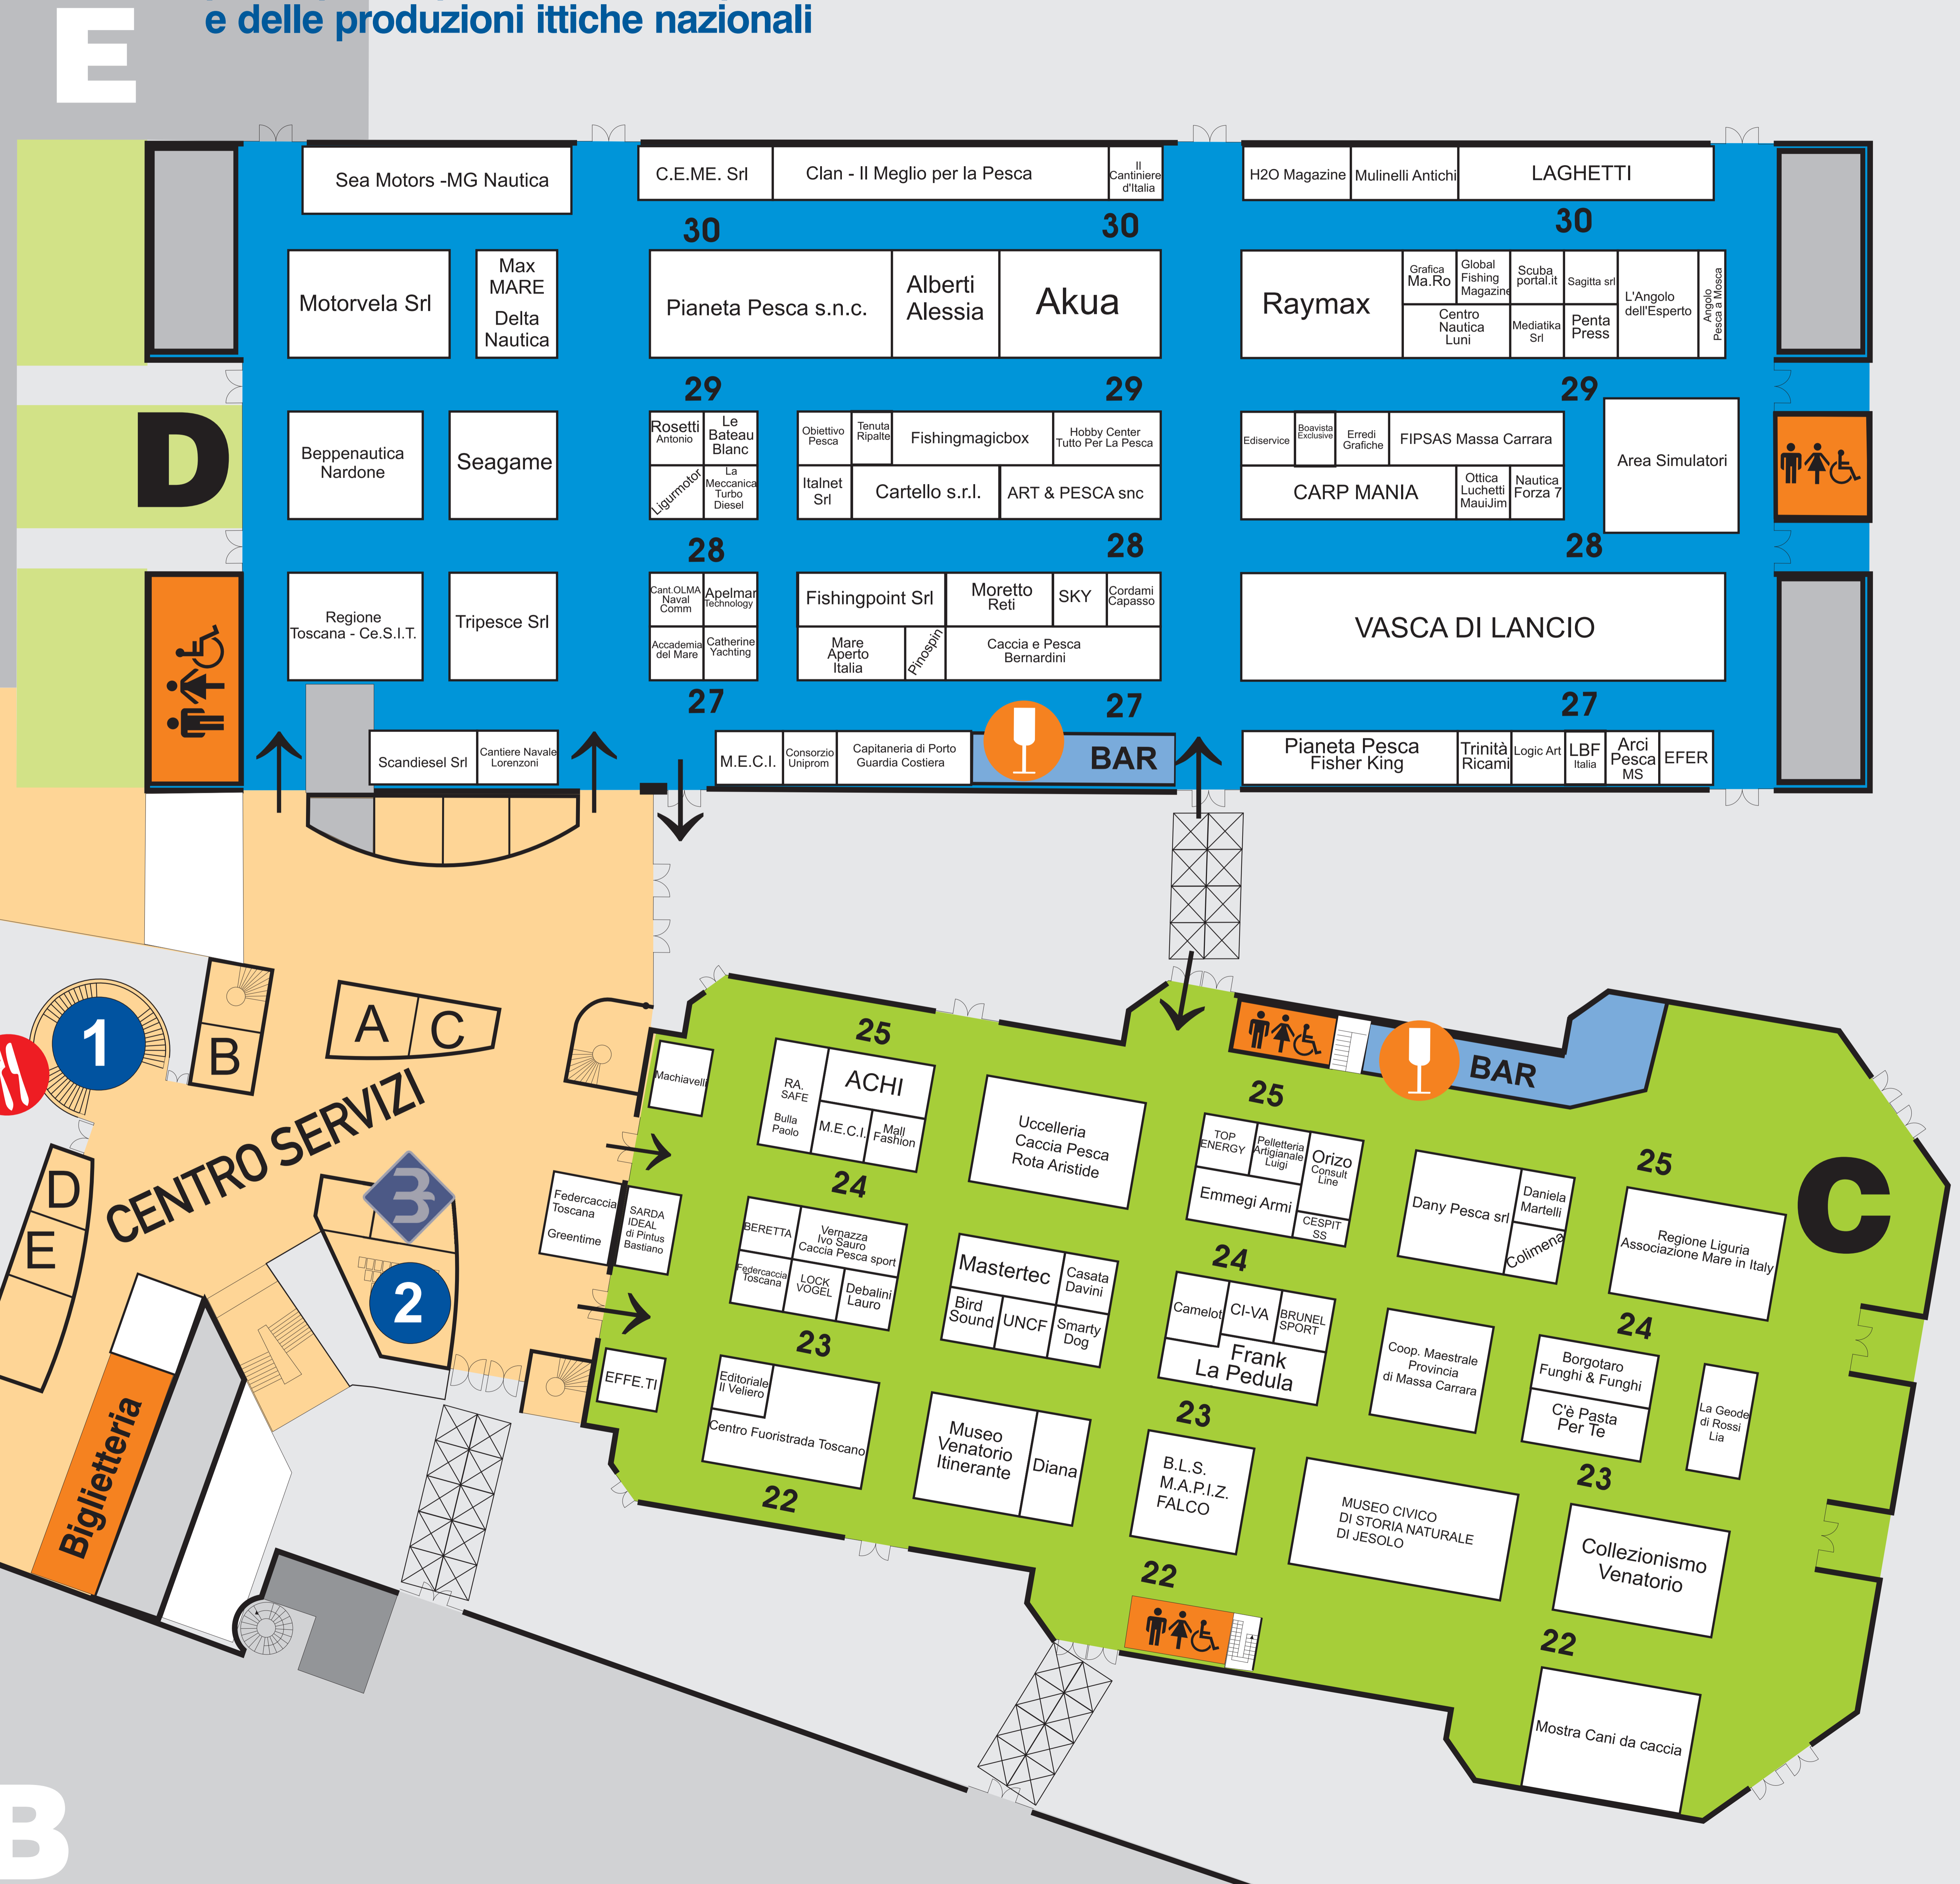 e delle produzioni ittiche nazionali
E
Sea Motors -MG Nautica
C.E.ME. Srl
Clan - Il Meglio per la Pesca
Il
Cantiniere
d'Italia
H2O Magazine
Mulinelli Antichi
LAGHETTI
30
30
30
Motorvela Srl
Max
MARE
Delta
Nautica
Pianeta Pesca s.n.c.
Alberti
Alessia
Akua
Raymax
Grafica
Ma.Ro
Global
Fishing
Magazine
Scuba
portal.it
Sagitta srl
Centro
Nautica
Luni
Mediatika
Srl
Penta
Press
L'Angolo
dell'Esperto
Angolo
Pesca a Mosca
29
29
29
D
Beppenautica
Nardone
Seagame
Rosetti
Antonio
Le
Bateau
Blanc
Ligurmotor
La
Meccanica
Turbo
Diesel
Obiettivo
Pesca
Tenuta
Ripalte
Fishingmagicbox
Hobby Center
Tutto Per La Pesca
Italnet
Srl
Cartello s.r.l.
ART & PESCA snc
Ediservice
Boavista
Exclusive
Erredi
Grafiche
FIPSAS Massa Carrara
CARP MANIA
Ottica
Luchetti
MauiJim
Nautica
Forza 7
Area Simulatori
28
28
28
Regione
Toscana - Ce.S.I.T.
Tripesce Srl
Cant.OLMA
Naval
Comm
Apelmar
Technology
Accademia
del Mare
Catherine
Yachting
Fishingpoint Srl
Moretto
Reti
SKY
Cordami
Capasso
Mare
Aperto
Italia
Pinospin
Caccia e Pesca
Bernardini
VASCA DI LANCIO
27
27
27
Scandiesel Srl
Cantiere Navale
Lorenzoni
M.E.C.I.
Consorzio
Uniprom
Capitaneria di Porto
Guardia Costiera
BAR
Pianeta Pesca
Fisher King
Trinità
Ricami
Logic Art
LBF
Italia
Arci
Pesca
MS
EFER
1
B
A
C
CENTRO SERVIZI
D
E
3
2
Biglietteria
Federcaccia
Toscana
Greentime
SARDA
IDEAL
di Pintus
Bastiano
Machiavelli
EFFE.TI
25
RA.
SAFE
Bulla
Paolo
ACHI
M.E.C.I.
Mall
Fashion
Uccelleria
Caccia Pesca
Rota Aristide
BAR
25
TOP
ENERGY
Pelletteria
Artigianale
Luigi
Orizo
Consult
Line
Emmegi Armi
CESPIT
SS
Dany Pesca srl
Daniela
Martelli
Colimena
25
C
Regione Liguria
Associazione Mare in Italy
24
BERETTA
Vernazza
Ivo Sauro
Caccia Pesca sport
Federcaccia
Toscana
LOCK
VOGEL
Debalini
Lauro
Mastertec
Casata
Davini
Bird
Sound
UNCF
Smarty
Dog
24
Camelot
CI-VA
BRUNEL
SPORT
Frank
La Pedula
Coop. Maestrale
Provincia
di Massa Carrara
24
Borgotaro
Funghi & Funghi
C'è Pasta
Per Te
La Geode
di Rossi
Lia
23
Editoriale
Il Veliero
Centro Fuoristrada Toscano
Museo
Venatorio
Itinerante
Diana
23
B.L.S.
M.A.P.I.Z.
FALCO
MUSEO CIVICO
DI STORIA NATURALE
DI JESOLO
23
Collezionismo
Venatorio
22
22
22
Mostra Cani da caccia
B